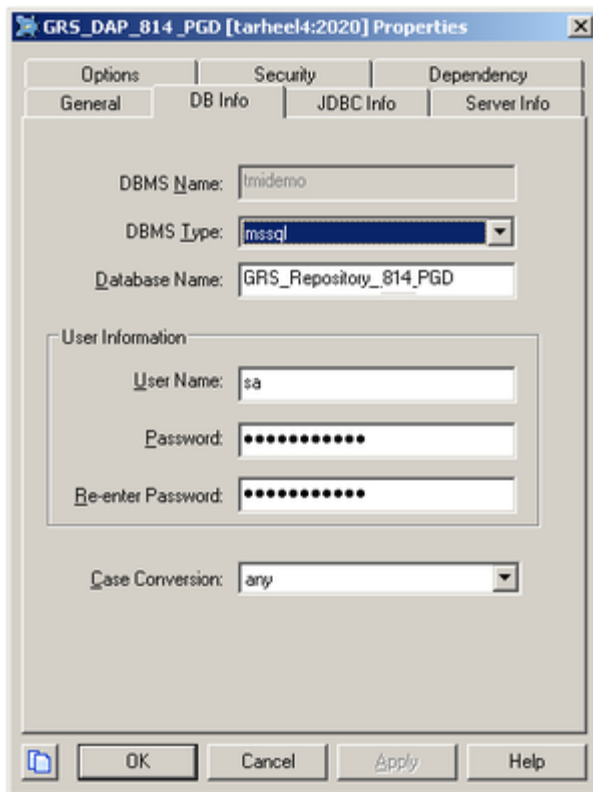 GRS_DAP_814_PGD [tarheel4:2020] Properties
Options Security Dependency
General DB Info JDBC Info Server Info
DBMS Name: tmidemo
DBMS Type: mssql
Database Name: GRS_Repository_814_PGD
User Information
User Name: sa
Password: ●●●●●●●●●●●
Re-enter Password: ●●●●●●●●●●●
Case Conversion: any
OK Cancel Apply Help